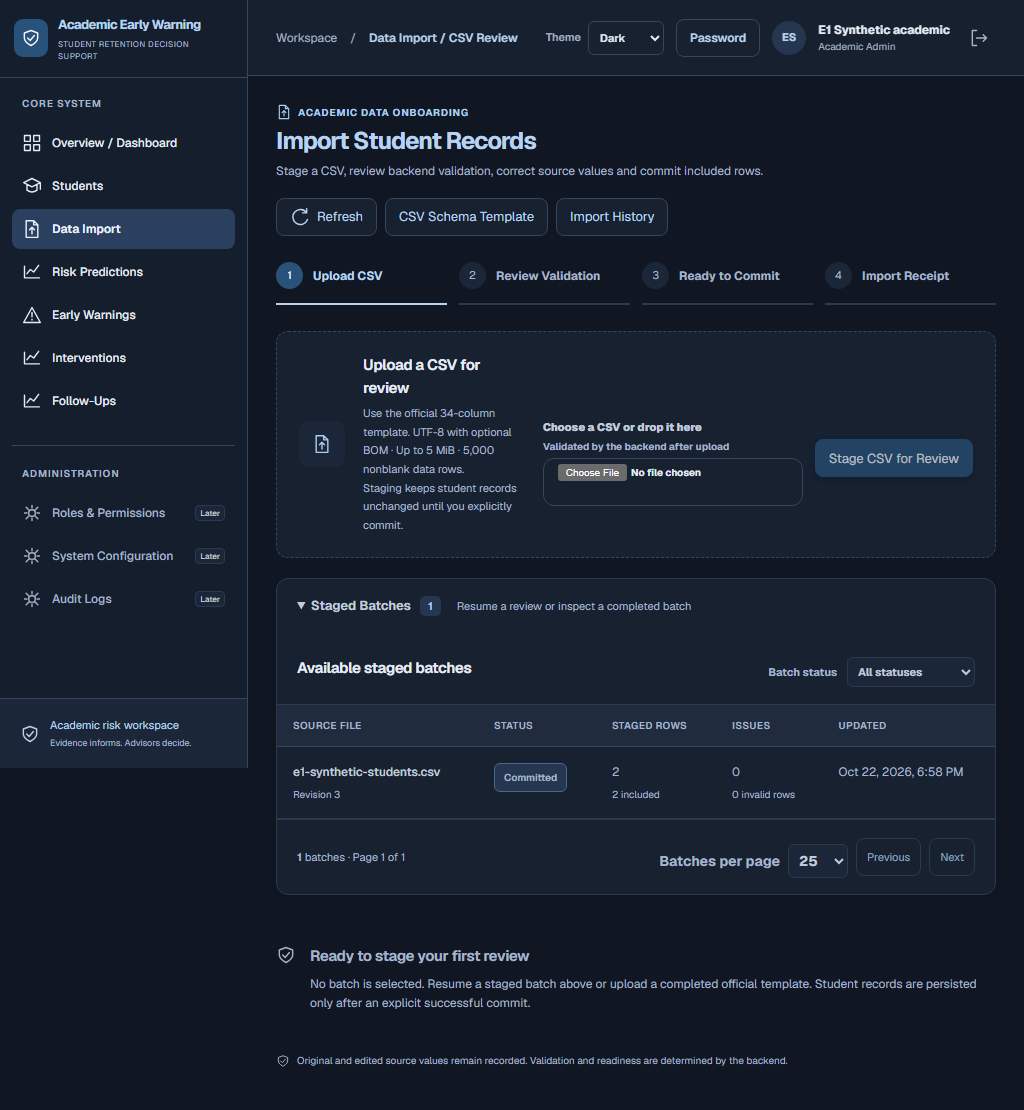 Academic Early Warning
STUDENT RETENTION DECISION
SUPPORT
Workspace / Data Import / CSV Review
Theme Dark Password ES E1 Synthetic academic
Academic Admin
CORE SYSTEM
Overview / Dashboard
Students
Data Import
Risk Predictions
Early Warnings
Interventions
Follow-Ups
ADMINISTRATION
Roles & Permissions Later
System Configuration Later
Audit Logs Later
Academic risk workspace
Evidence informs. Advisors decide.
ACADEMIC DATA ONBOARDING
Import Student Records
Stage a CSV, review backend validation, correct source values and commit included rows.
Refresh CSV Schema Template Import History
1 Upload CSV 2 Review Validation 3 Ready to Commit 4 Import Receipt
Upload a CSV for
review
Use the official 34-column
template. UTF-8 with optional
BOM · Up to 5 MiB · 5,000
nonblank data rows.
Staging keeps student records
unchanged until you explicitly
commit.
Choose a CSV or drop it here
Validated by the backend after upload
Choose File No file chosen
Stage CSV for Review
Staged Batches 1 Resume a review or inspect a completed batch
Available staged batches
Batch status All statuses
SOURCE FILE STATUS STAGED ROWS ISSUES UPDATED
e1-synthetic-students.csv Committed 2 0 Oct 22, 2026, 6:58 PM
Revision 3 2 included 0 invalid rows
1 batches · Page 1 of 1
Batches per page 25 Previous Next
Ready to stage your first review
No batch is selected. Resume a staged batch above or upload a completed official template. Student records are persisted
only after an explicit successful commit.
Original and edited source values remain recorded. Validation and readiness are determined by the backend.